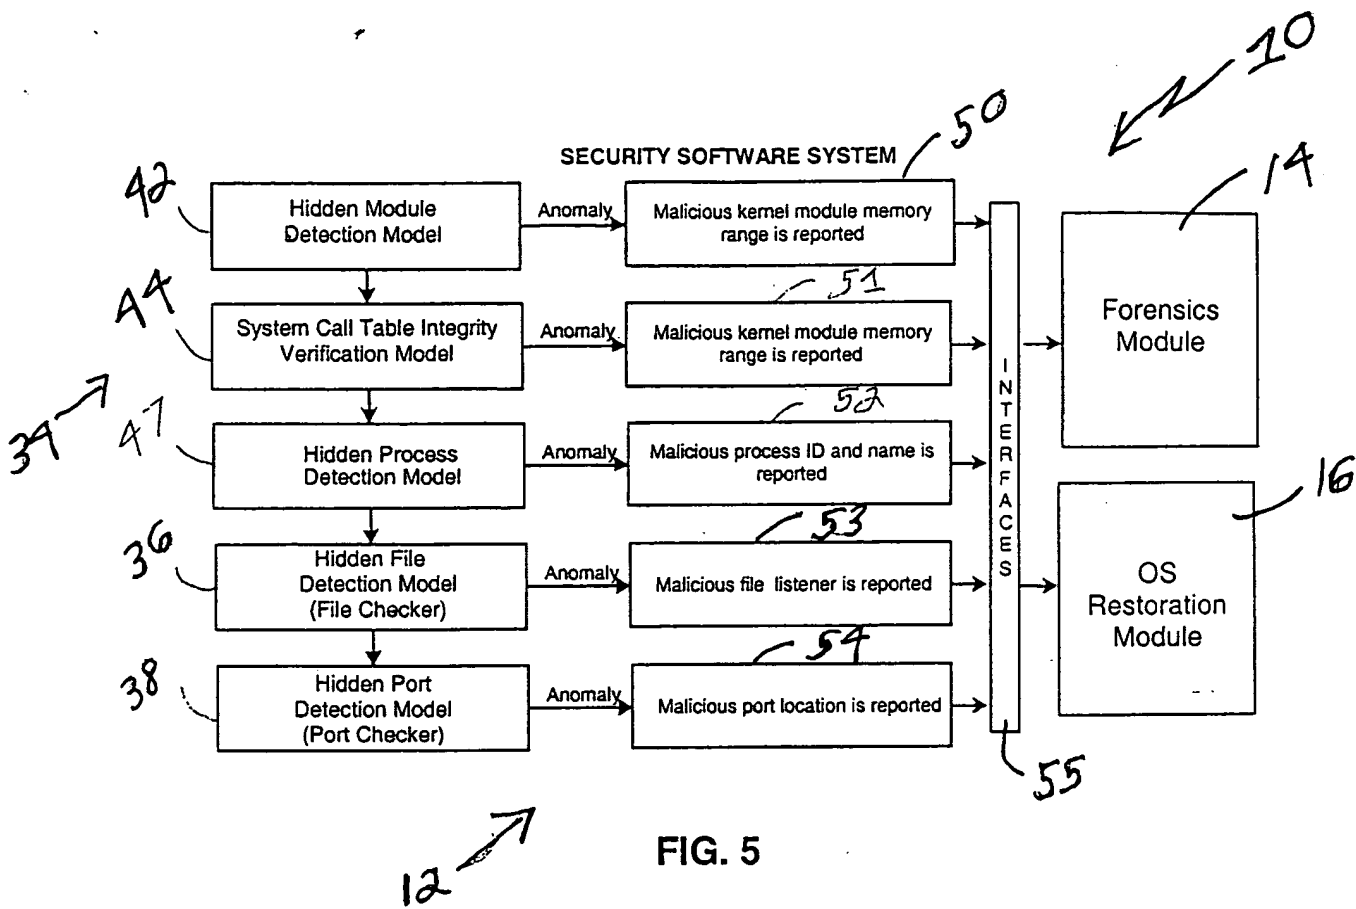 10
50
SECURITY SOFTWARE SYSTEM
14
42
Hidden Module
Detection Model
Anomaly
Malicious kernel module memory
range is reported
51
44
System Call Table Integrity
Verification Model
Anomaly
Malicious kernel module memory
range is reported
Forensics
Module
INTERFACES
34
52
47
Hidden Process
Detection Model
Anomaly
Malicious process ID and name is
reported
16
53
36
Hidden File
Detection Model
(File Checker)
Anomaly
Malicious file listener is reported
OS
Restoration
Module
54
38
Hidden Port
Detection Model
(Port Checker)
Anomaly
Malicious port location is reported
55
12
FIG. 5